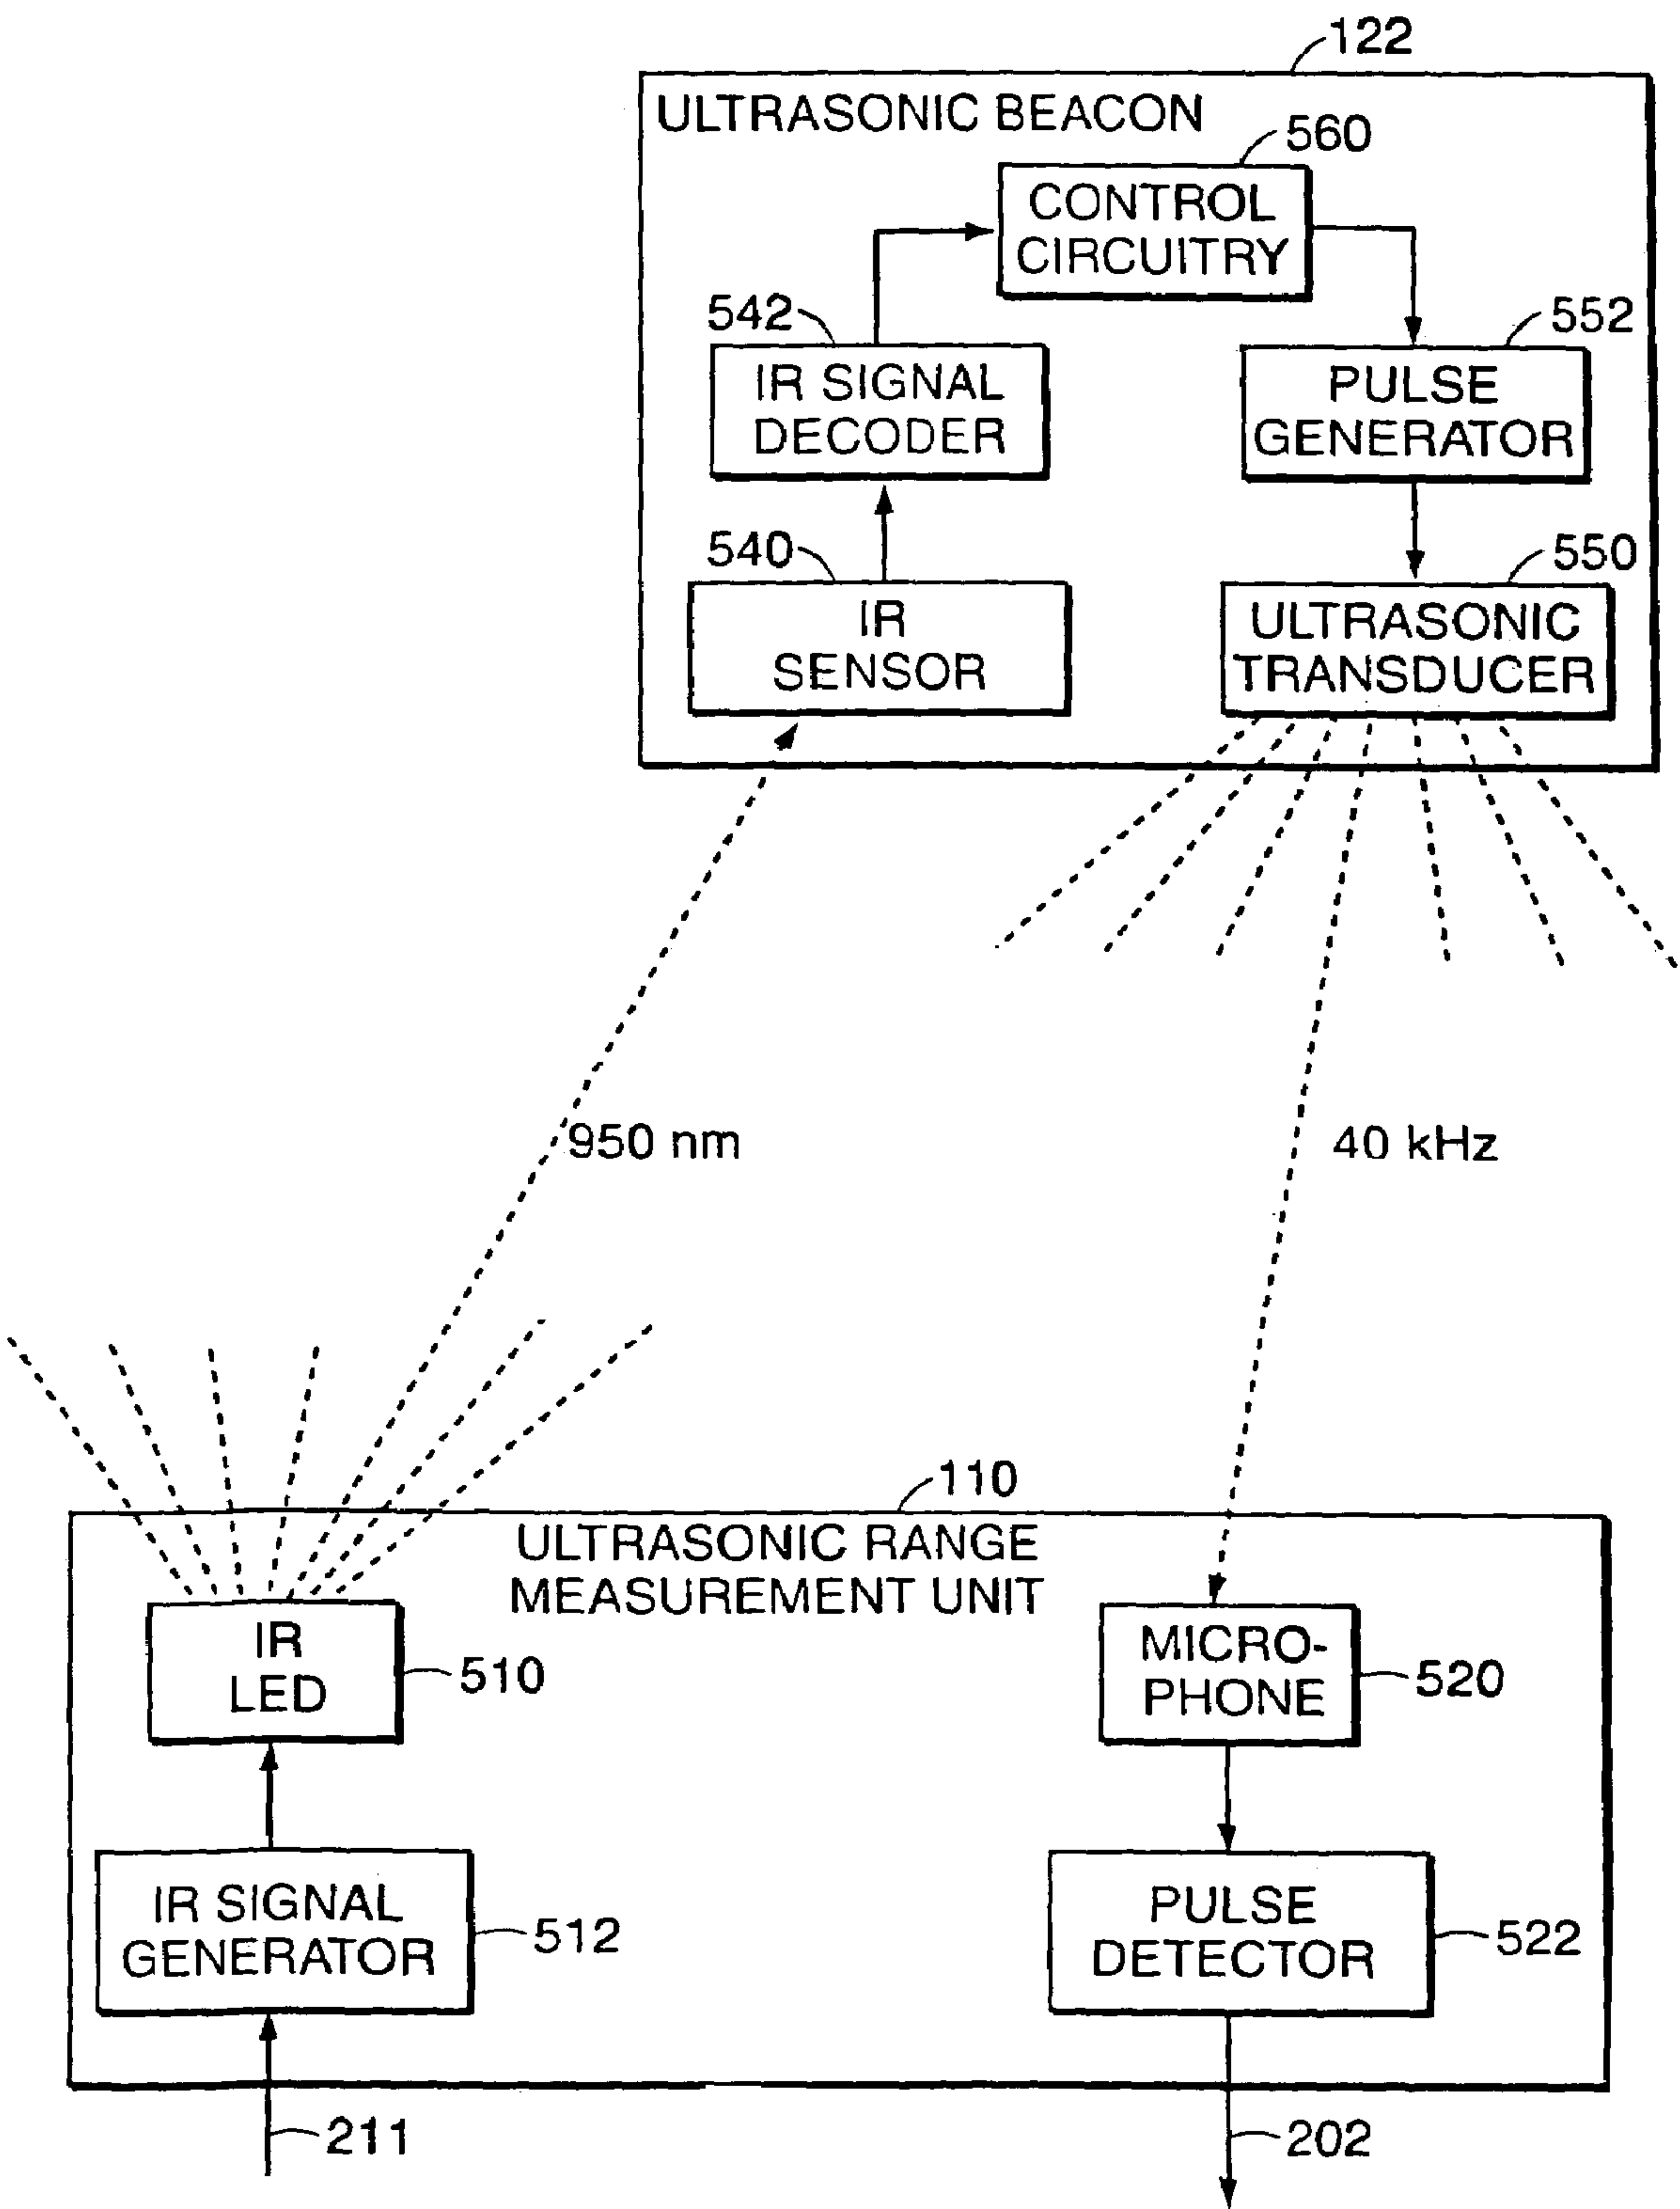 122
ULTRASONIC BEACON
560
CONTROL
CIRCUITRY
542
IR SIGNAL
DECODER
552
PULSE
GENERATOR
540
IR
SENSOR
550
ULTRASONIC
TRANSDUCER
950 nm
40 kHz
110
ULTRASONIC RANGE
MEASUREMENT UNIT
IR
LED
510
MICRO-
PHONE
520
IR SIGNAL
GENERATOR
512
PULSE
DETECTOR
522
211
202